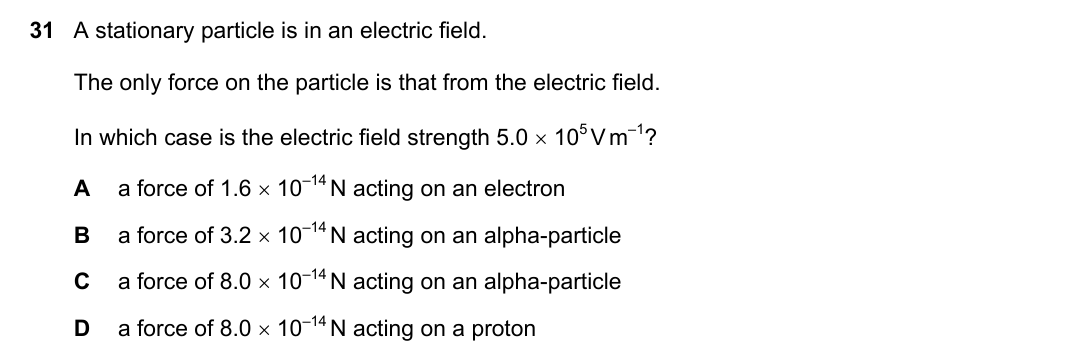 31 A stationary particle is in an electric field.
The only force on the particle is that from the electric field.
In which case is the electric field strength 5.0 × 10⁵ V m⁻¹?
A a force of 1.6 × 10⁻¹⁴ N acting on an electron
B a force of 3.2 × 10⁻¹⁴ N acting on an alpha-particle
C a force of 8.0 × 10⁻¹⁴ N acting on an alpha-particle
D a force of 8.0 × 10⁻¹⁴ N acting on a proton